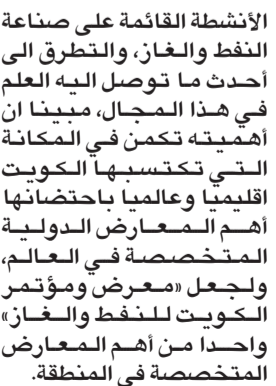 الأنشطة القائمة على صناعة
النفط والغاز، والتطرق الى
أحدث ما توصل اليه العلم
في هذا المجال، مبينا ان
أهميته تكمن في المكانة
التي تكتسبها الكويت
اقليميا وعالميا باحتضانها
أهم المعارض الدولية
المتخصصة في العالم،
ولجعل «معرض ومؤتمر
الكويت للنفط والغاز»
واحدا من أهم المعارض
المتخصصة في المنطقة.